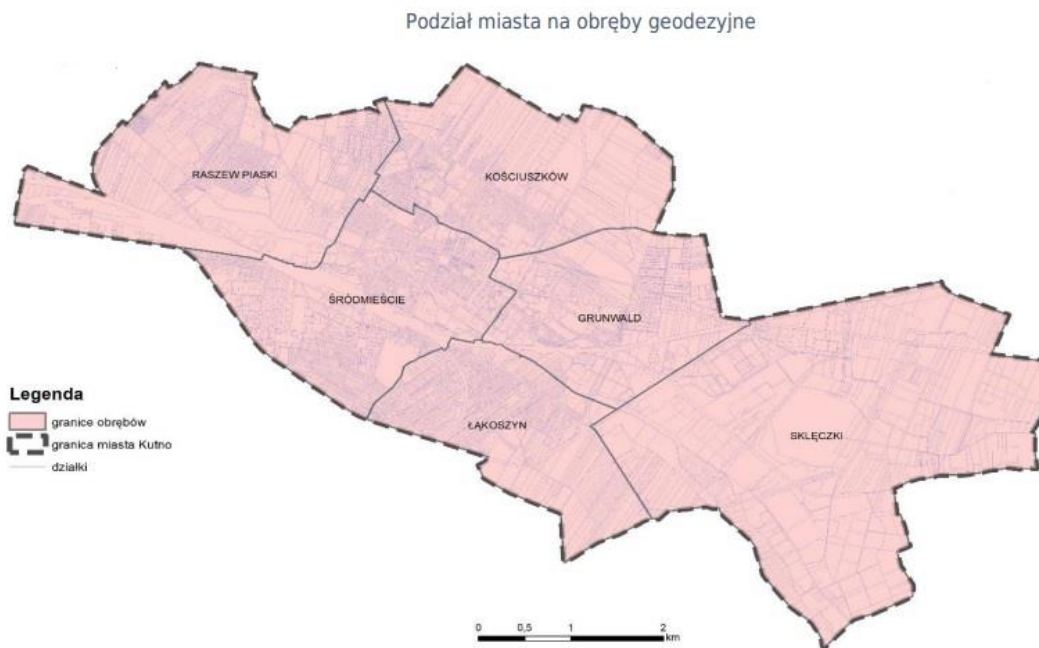 Podział miasta na obręby geodezyjne
RASZEW PIASKI
KOŚCIUSZKÓW
ŚRÓDMIEŚCIE
GRUNWALD
ŁĄKOSZYN
SKLĘCZKI
Legenda
granice obrębów
granica miasta Kutno
działki
0 0,5 1 2
km